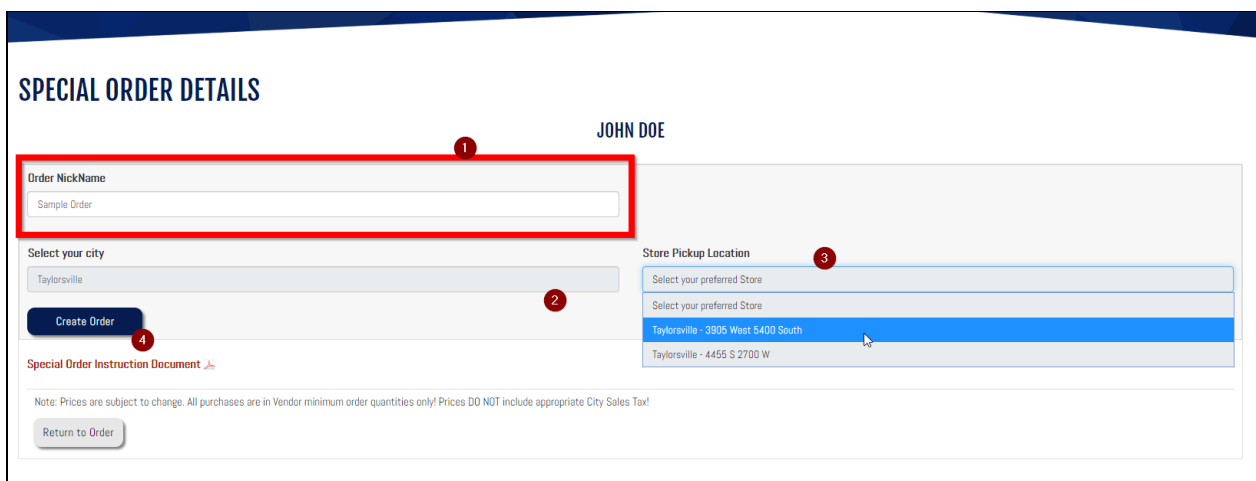 SPECIAL ORDER DETAILS
JOHN DOE
1
Order NickName
Sample Order
Select your city
Taylorsville
2
Store Pickup Location
3
Select your preferred Store
Select your preferred Store
Taylorsville - 3905 West 5400 South
Taylorsville - 4455 S 2700 W
Create Order
4
Special Order Instruction Document
Note: Prices are subject to change. All purchases are in Vendor minimum order quantities only! Prices DO NOT include appropriate City Sales Tax!
Return to Order